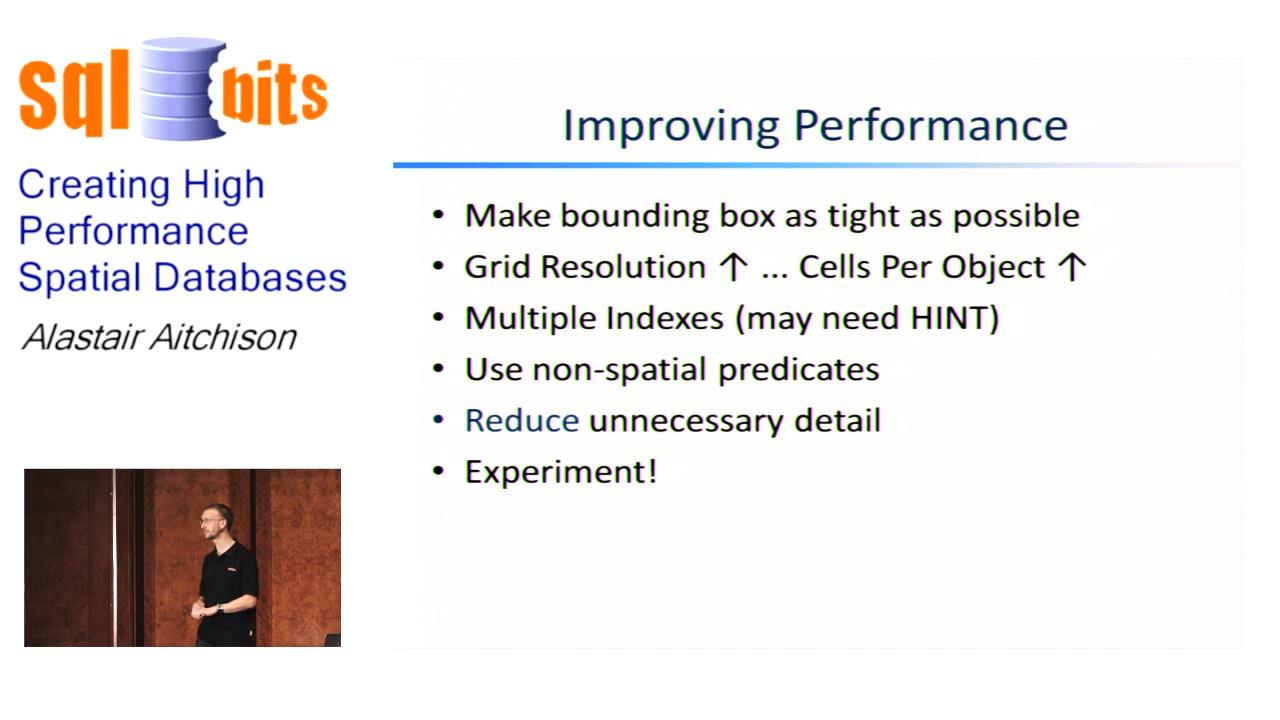 sql bits
Creating High
Performance
Spatial Databases
Alastair Aitchison
Improving Performance
• Make bounding box as tight as possible
• Grid Resolution ↑ ... Cells Per Object ↑
• Multiple Indexes (may need HINT)
• Use non-spatial predicates
• Reduce unnecessary detail
• Experiment!